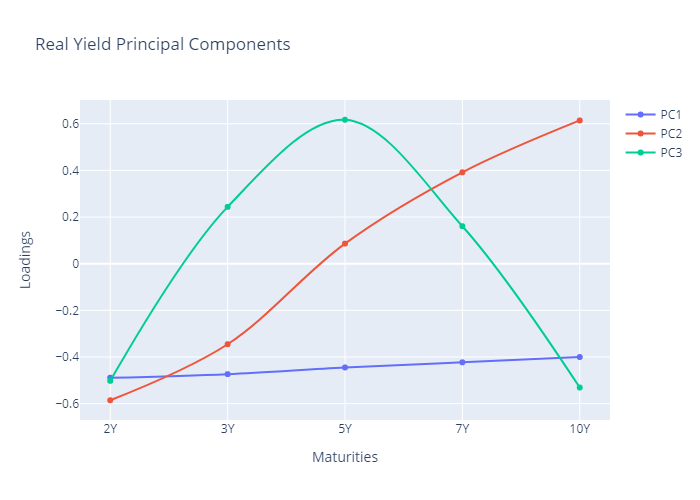 Real Yield Principal Components
PC1
PC2
PC3
0.6
0.4
0.2
0
−0.2
−0.4
−0.6
Loadings
2Y 3Y 5Y 7Y 10Y
Maturities